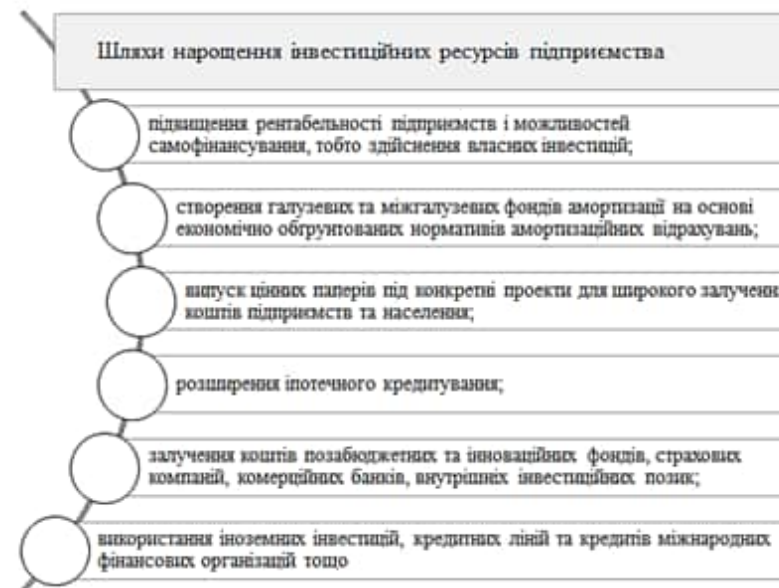 Шляхи нарощення інвестиційних ресурсів підприємства
підвищення рентабельності підприємств і можливостей
самофінансування, тобто здійснення власних інвестицій;
створення галузевих та міжгалузевих фондів амортизації на основі
економічно обґрунтованих нормативів амортизаційних відрахувань;
випуск цінних паперів під конкретні проекти для широкого залучення
коштів підприємств та населення;
розширення іпотечного кредитування;
залучення коштів позабюджетних та інноваційних фондів, страхових
компаній, комерційних банків, внутрішніх інвестиційних позик;
використання іноземних інвестицій, кредитних ліній та кредитів міжнародних
фінансових організацій тощо